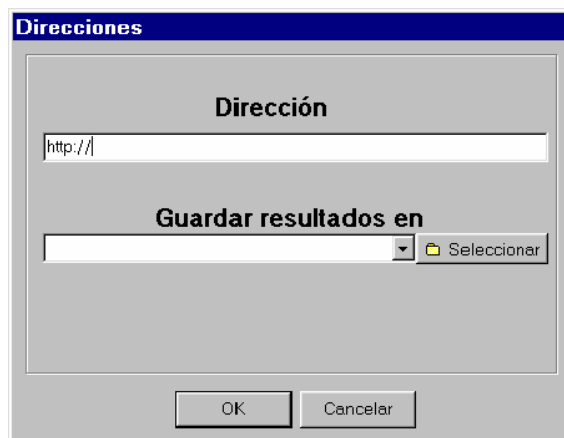 Direcciones
Dirección
http://
Guardar resultados en
Seleccionar
OK
Cancelar